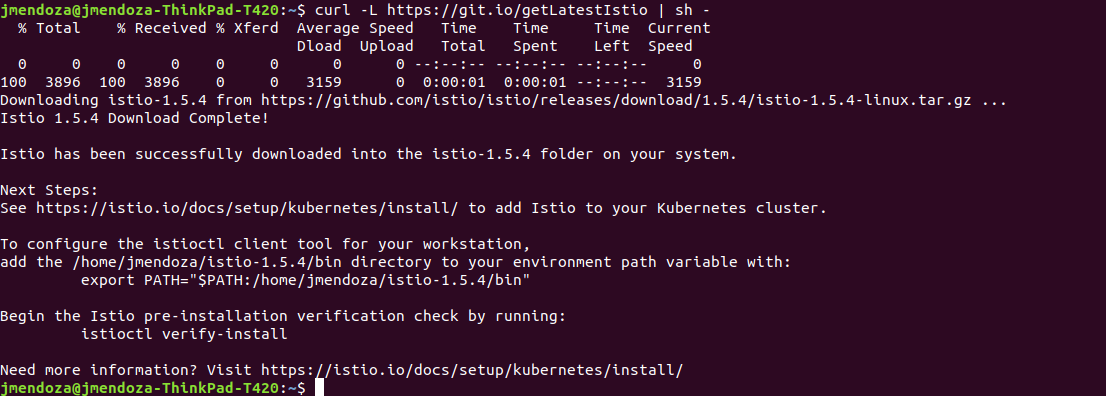 jmendoza@jmendoza-ThinkPad-T420:~$ curl -L https://git.io/getLatestIstio | sh -
  % Total    % Received % Xferd  Average Speed   Time    Time     Time  Current
                                 Dload  Upload   Total   Spent    Left  Speed
  0     0    0     0    0     0      0      0 --:--:-- --:--:-- --:--:--     0
100  3896  100  3896    0     0   3159      0  0:00:01  0:00:01 --:--:--  3159
Downloading istio-1.5.4 from https://github.com/istio/istio/releases/download/1.5.4/istio-1.5.4-linux.tar.gz ...
Istio 1.5.4 Download Complete!
Istio has been successfully downloaded into the istio-1.5.4 folder on your system.
Next Steps:
See https://istio.io/docs/setup/kubernetes/install/ to add Istio to your Kubernetes cluster.
To configure the istioctl client tool for your workstation,
add the /home/jmendoza/istio-1.5.4/bin directory to your environment path variable with:
         export PATH="$PATH:/home/jmendoza/istio-1.5.4/bin"
Begin the Istio pre-installation verification check by running:
         istioctl verify-install
Need more information? Visit https://istio.io/docs/setup/kubernetes/install/
jmendoza@jmendoza-ThinkPad-T420:~$